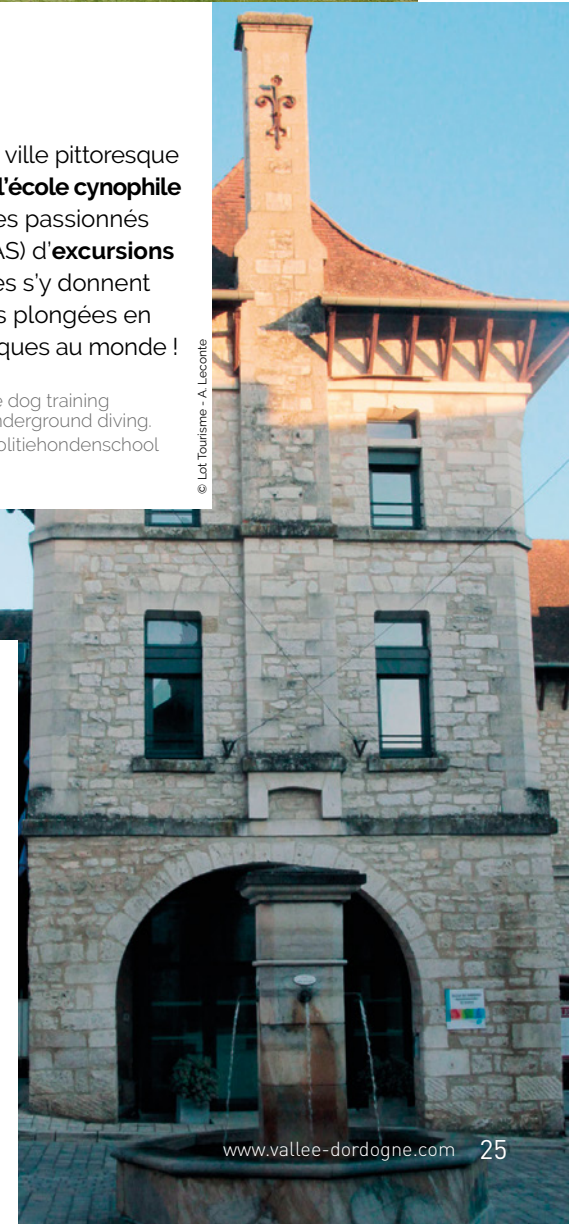 ville pittoresque
l'école cynophile
es passionnés
AS) d'excursions
es s'y donnent
s plongées en
ques au monde !
e dog training
nderground diving.
olitiehondenschool
© Lot Tourisme - A. Leconte
www.vallee-dordogne.com 25